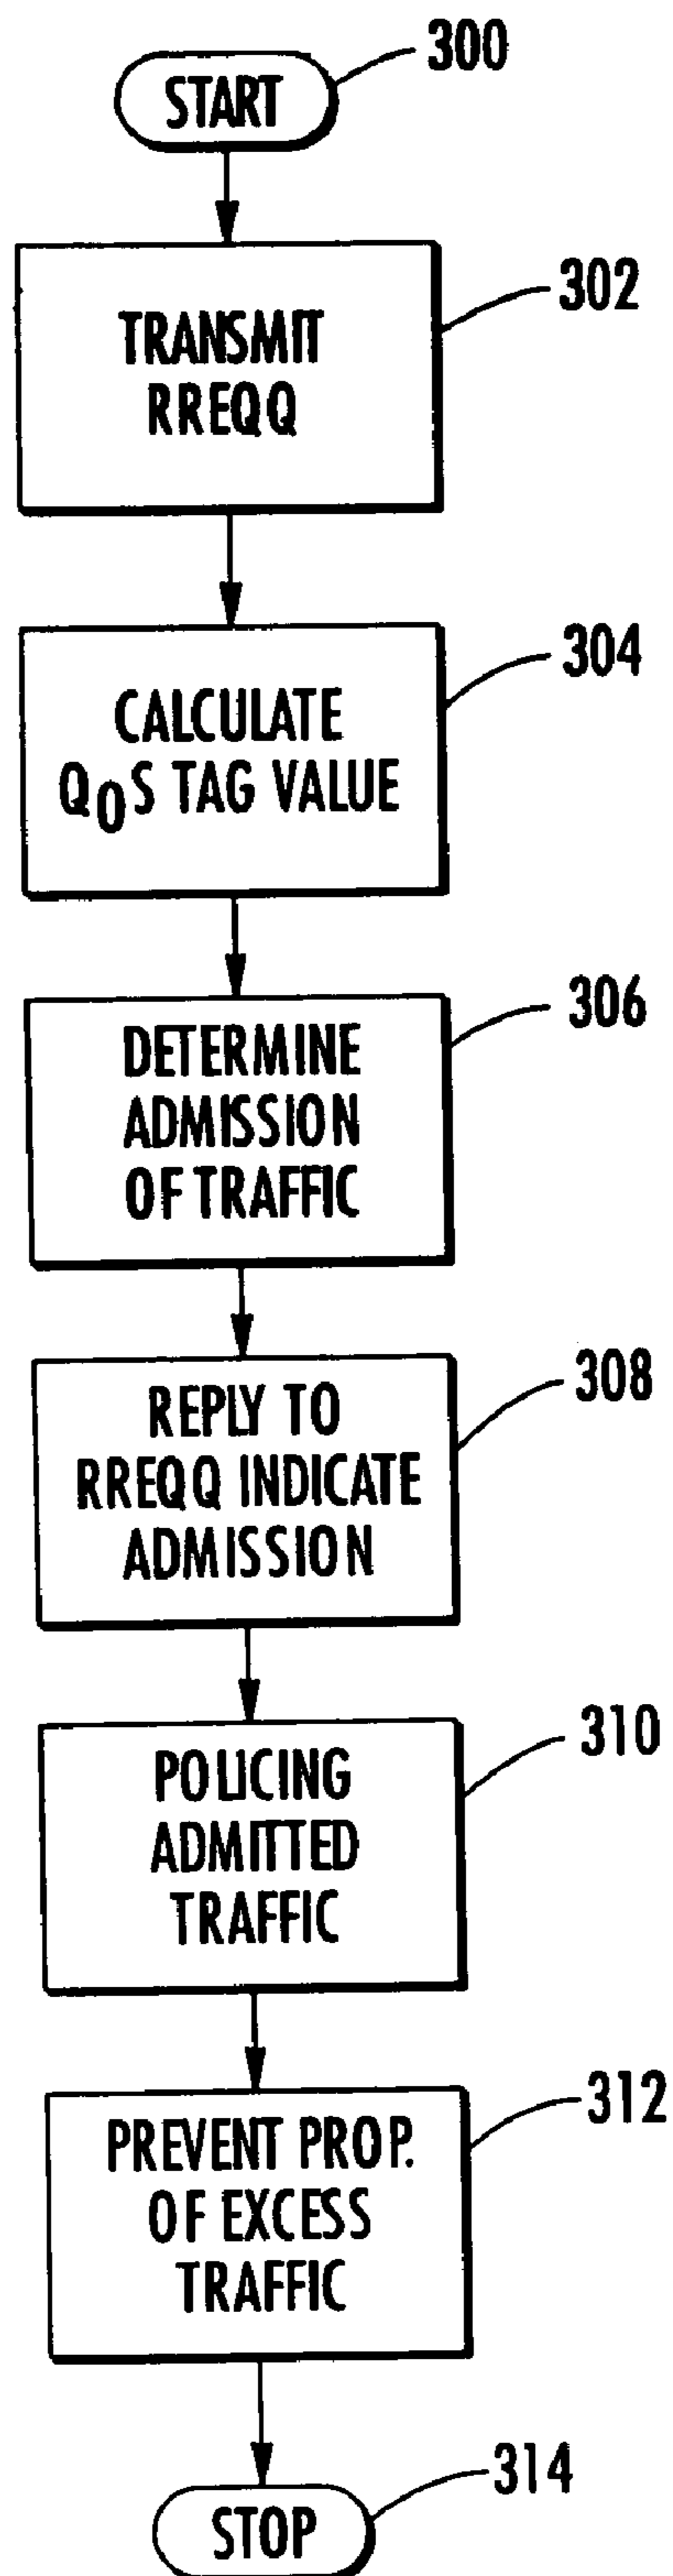 300
START
302
TRANSMIT
RREQQ
304
CALCULATE
QOS TAG VALUE
306
DETERMINE
ADMISSION
OF TRAFFIC
308
REPLY TO
RREQQ INDICATE
ADMISSION
310
POLICING
ADMITTED
TRAFFIC
312
PREVENT PROP.
OF EXCESS
TRAFFIC
314
STOP